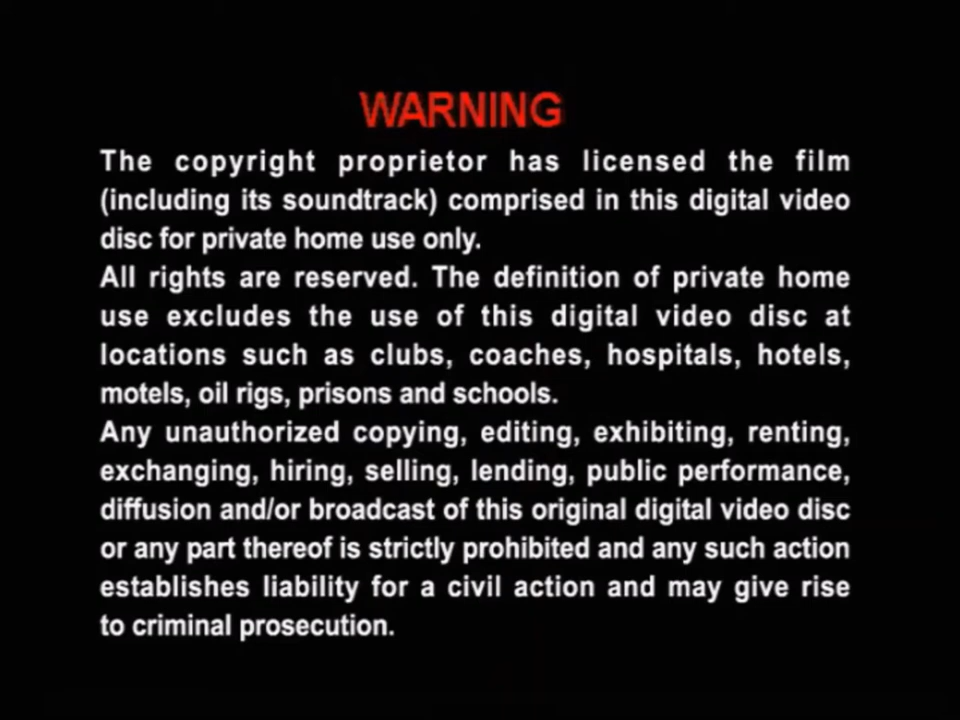 WARNING
The copyright proprietor has licensed the film
(including its soundtrack) comprised in this digital video
disc for private home use only.
All rights are reserved. The definition of private home
use excludes the use of this digital video disc at
locations such as clubs, coaches, hospitals, hotels,
motels, oil rigs, prisons and schools.
Any unauthorized copying, editing, exhibiting, renting,
exchanging, hiring, selling, lending, public performance,
diffusion and/or broadcast of this original digital video disc
or any part thereof is strictly prohibited and any such action
establishes liability for a civil action and may give rise
to criminal prosecution.